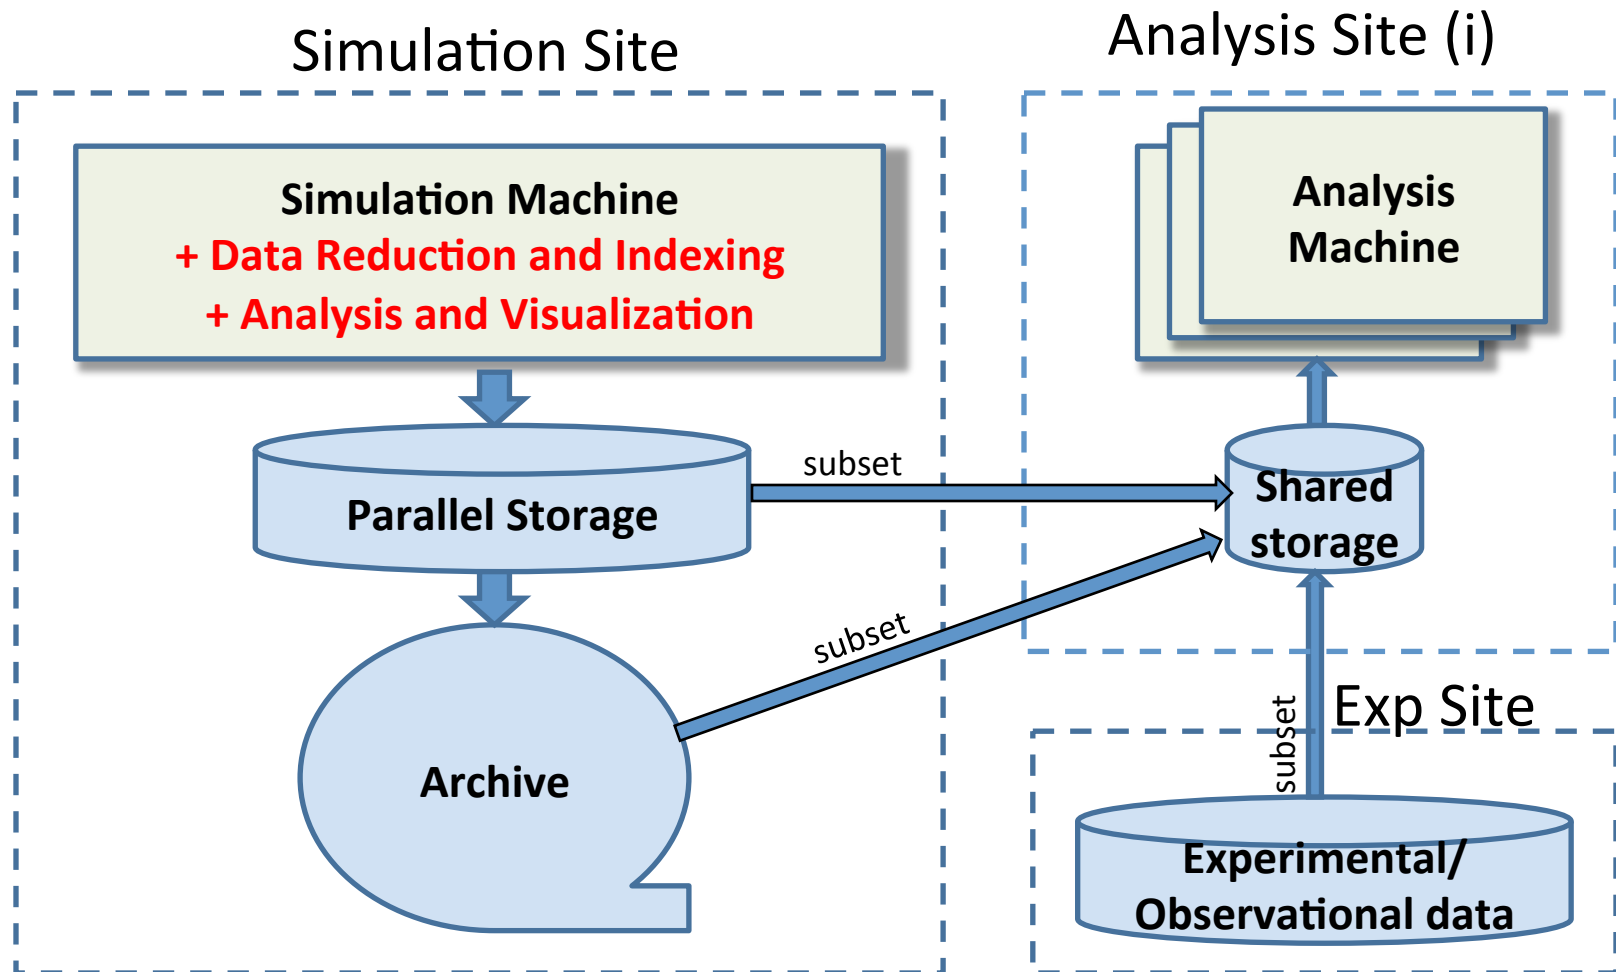 Simulation Site
Simulation Machine
+ Data Reduction and Indexing
+ Analysis and Visualization
subset
Parallel Storage
subset
Archive
Analysis Site (i)
Analysis
Machine
Shared
storage
subset
Exp Site
Experimental/
Observational data